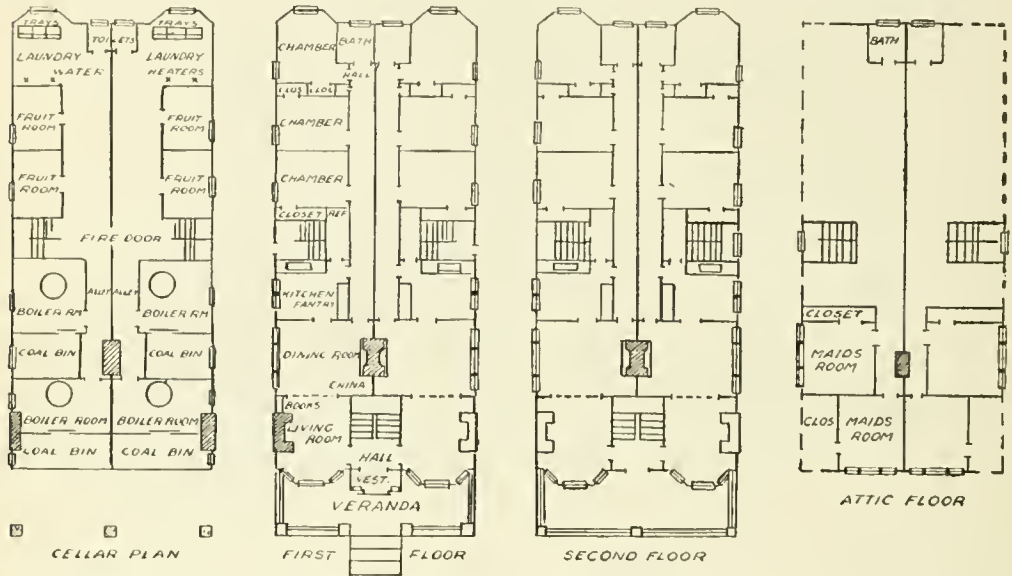 TRAYS TRAYS
TOILETS
LAUNDRY LAUNDRY
WATER HEATERS
FRUIT ROOM FRUIT ROOM
FRUIT ROOM FRUIT ROOM
FIRE DOOR
ALLEY ALLEY
BOILER RM BOILER RM
COAL BIN COAL BIN
BOILER ROOM BOILER ROOM
COAL BIN COAL BIN
CELLAR PLAN
CHAMBER BATH
HALL
CLOS CLOS
CHAMBER
CHAMBER
CLOSET REF
KITCHEN
PANTRY
DINING ROOM
CHINA
BOOKS
LIVING
ROOM
HALL
VEST.
VERANDA
FIRST FLOOR
SECOND FLOOR
BATH
CLOSET
MAIDS
ROOM
CLOS MAIDS
ROOM
ATTIC FLOOR